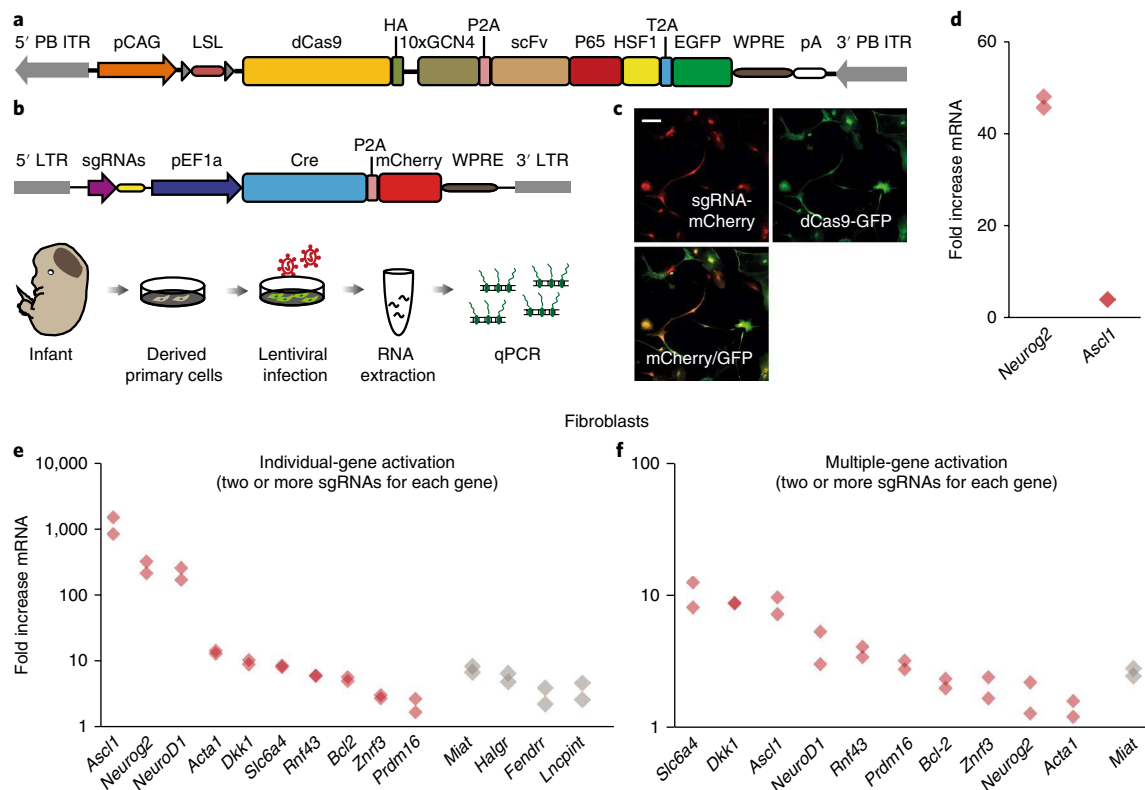 a
5′ PB ITR
pCAG
LSL
dCas9
HA
10xGCN4
P2A
scFv
P65
HSF1
T2A
EGFP
WPRE
pA
3′ PB ITR
b
5′ LTR
sgRNAs
pEF1a
Cre
P2A
mCherry
WPRE
3′ LTR
Infant
Derived
primary cells
Lentiviral
infection
RNA
extraction
qPCR
c
sgRNA-
mCherry
dCas9-GFP
mCherry/GFP
d
Fold increase mRNA
60
40
20
0
Neurog2
Ascl1
Fibroblasts
e
Individual-gene activation
(two or more sgRNAs for each gene)
Fold increase mRNA
10,000
1,000
100
10
1
Ascl1
Neurog2
NeuroD1
Acta1
Dkk1
Slc6a4
Rnf43
Bcl2
Znrf3
Prdm16
Miat
Halgr
Fendrr
Lncpint
f
Multiple-gene activation
(two or more sgRNAs for each gene)
100
10
1
Slc6a4
Dkk1
Ascl1
NeuroD1
Rnf43
Prdm16
Bcl-2
Znrf3
Neurog2
Acta1
Miat